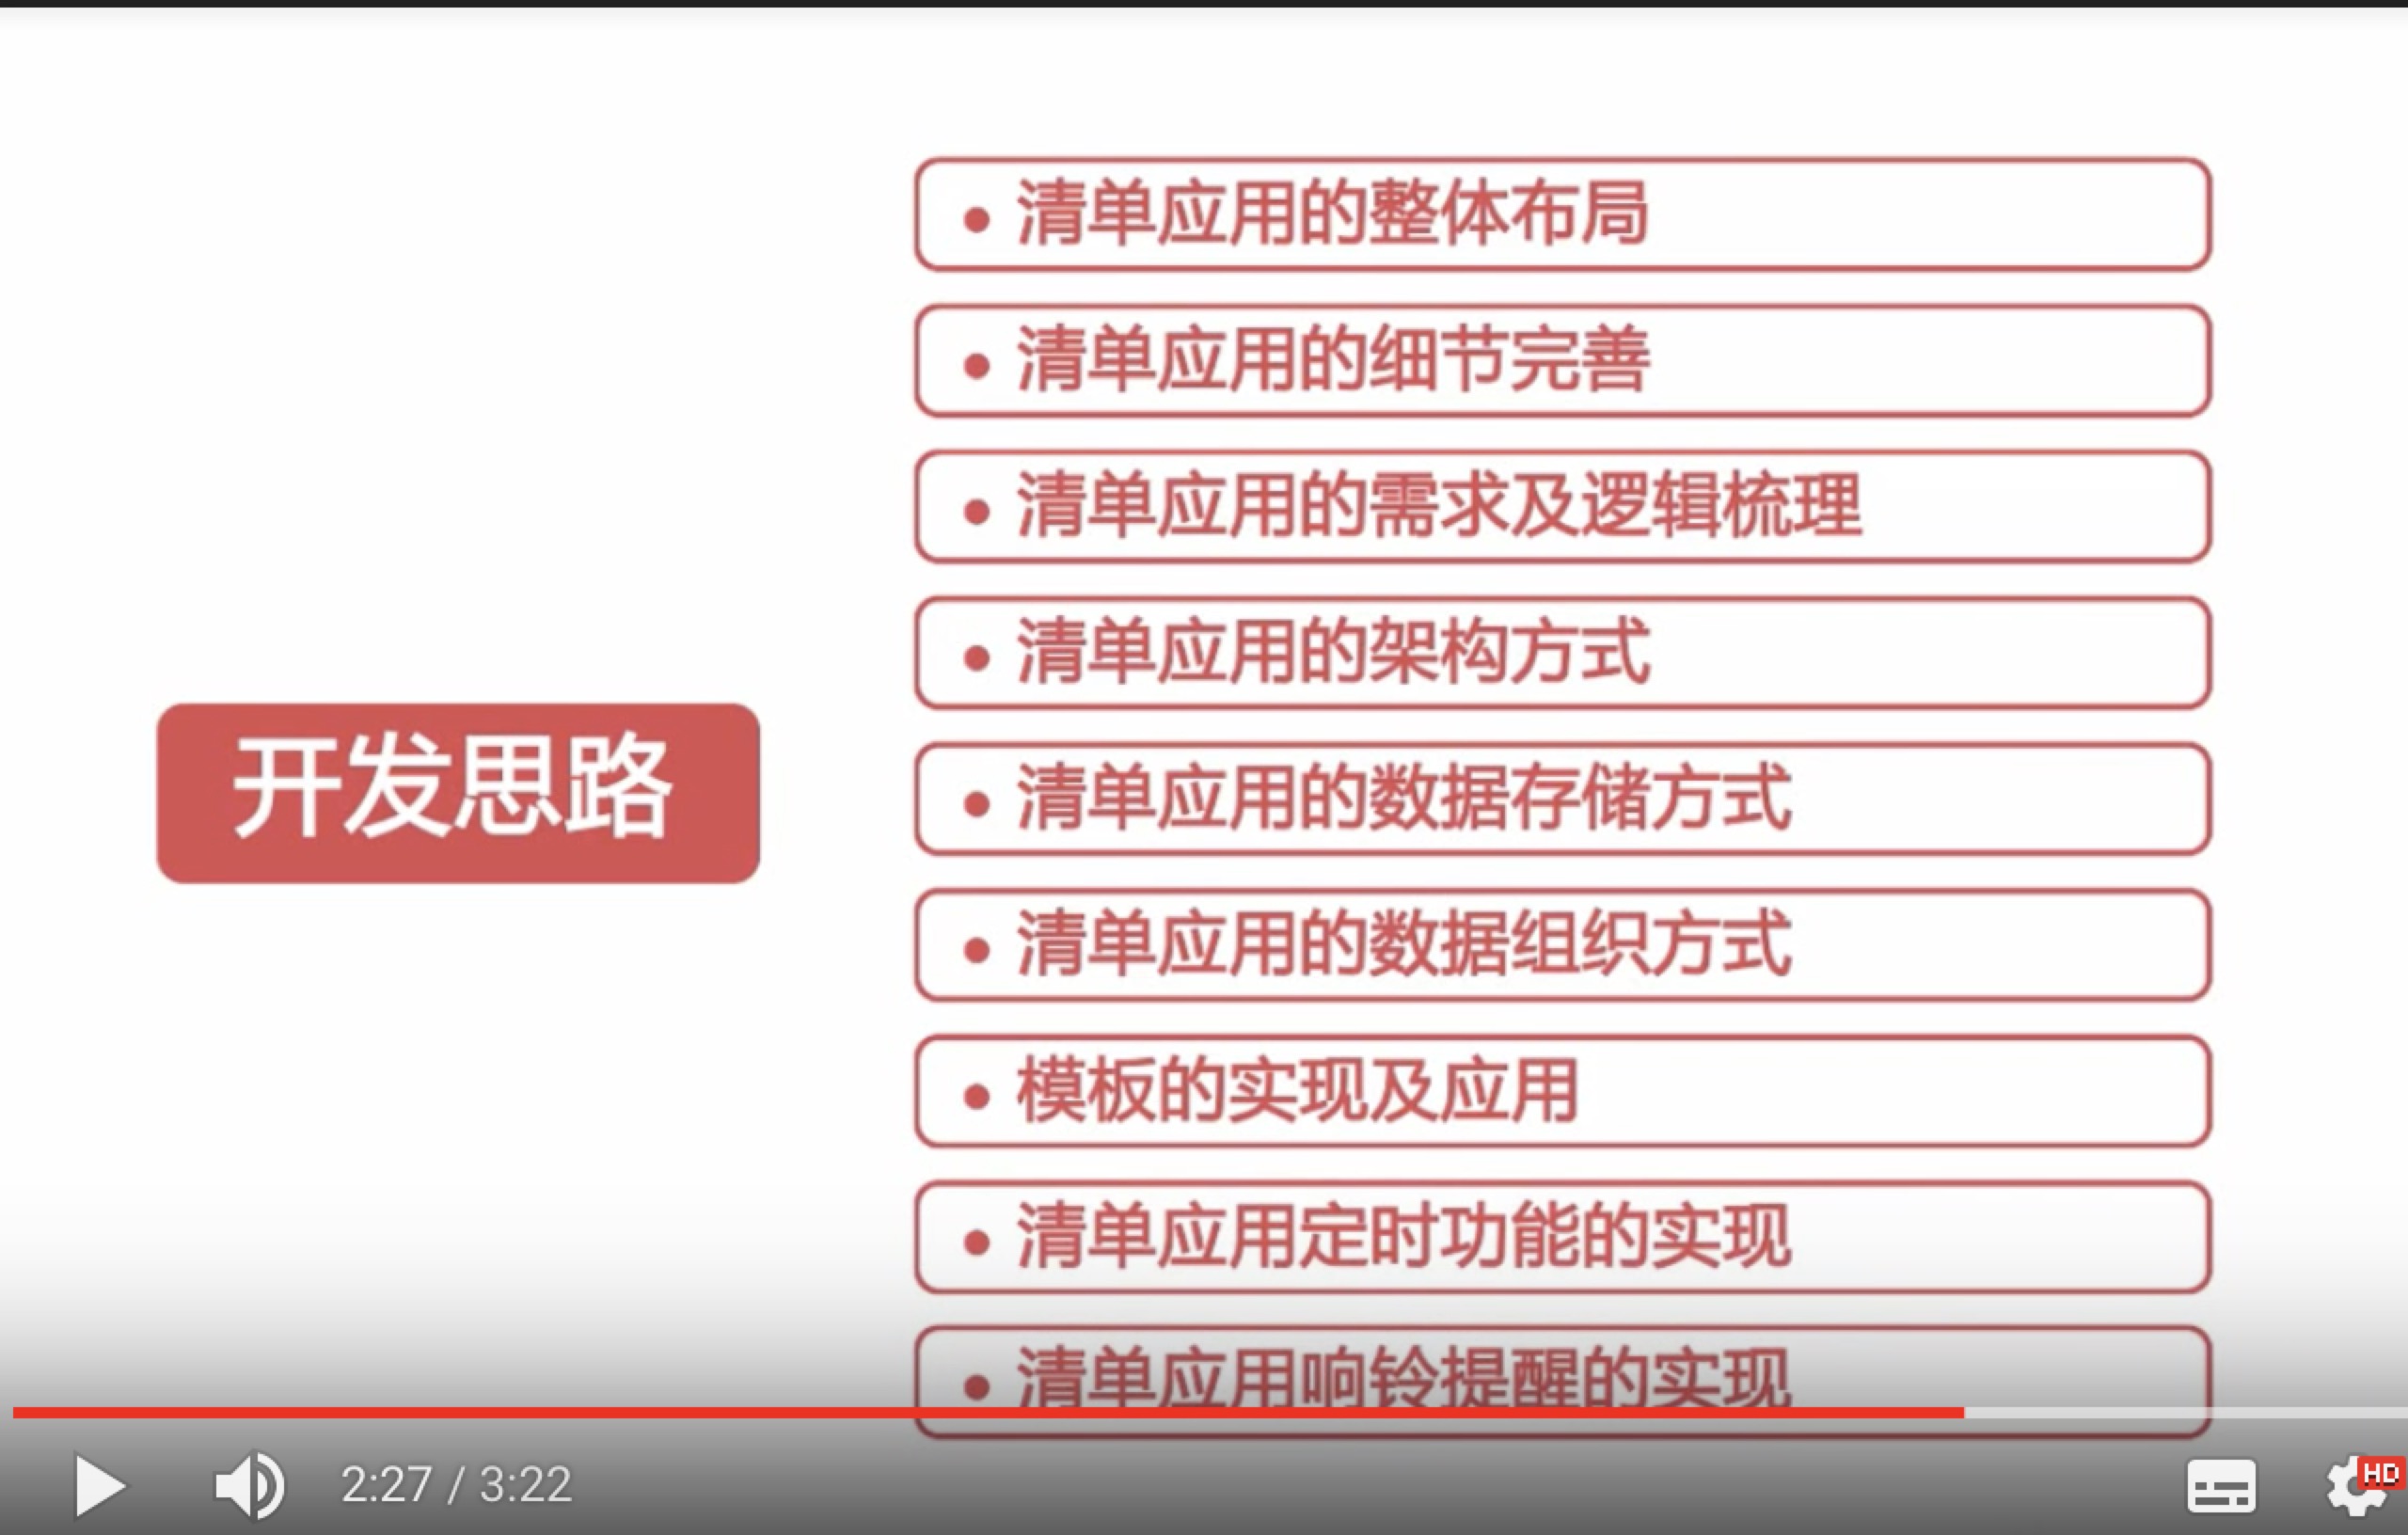 清单应用的整体布局
清单应用的细节完善
清单应用的需求及逻辑梳理
清单应用的架构方式
开发思路
清单应用的数据存储方式
清单应用的数据组织方式
模板的实现及应用
清单应用定时功能的实现
清单应用响铃提醒的实现
2:27 / 3:22
HD